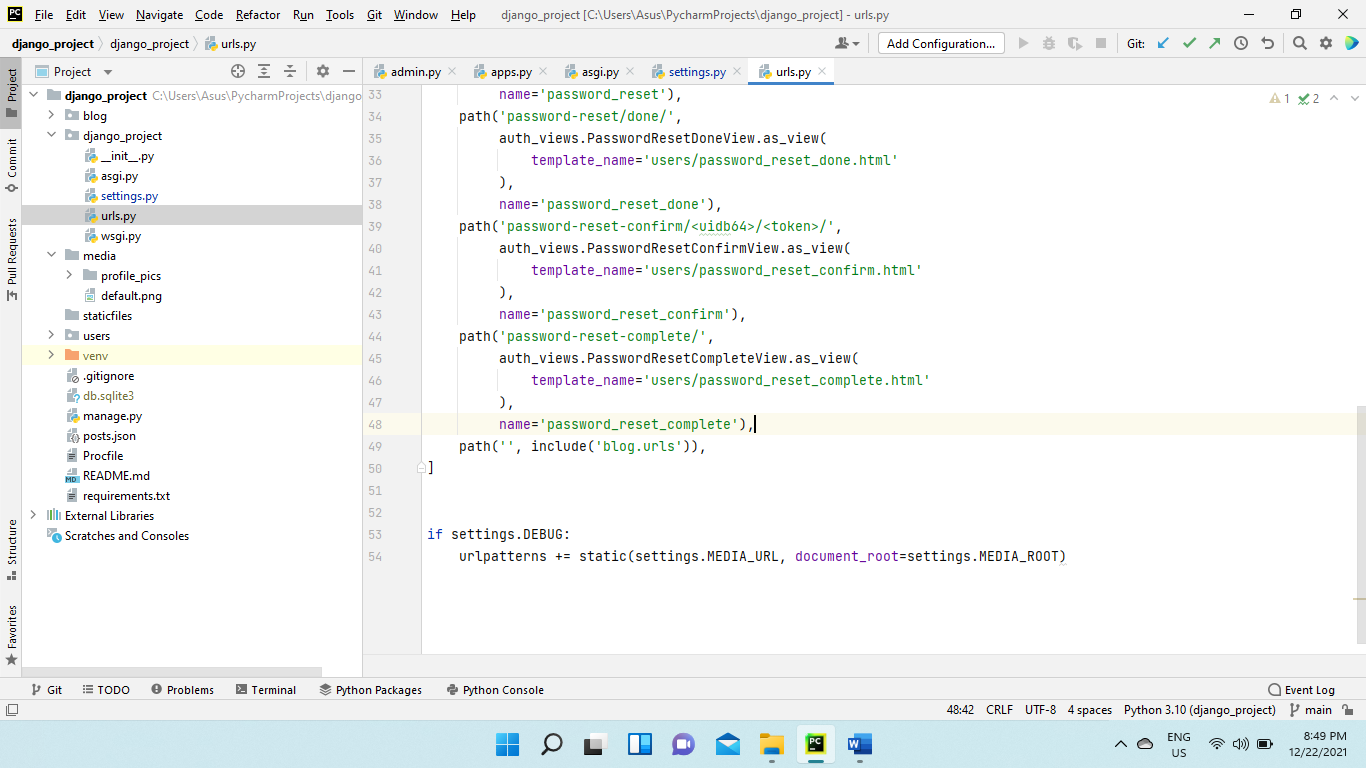 PC File Edit View Navigate Code Refactor Run Tools Git Window Help django_project [C:\Users\Asus\PycharmProjects\django_project] - urls.py
django_project django_project urls.py Add Configuration... Git:
Project admin.py apps.py asgi.py settings.py urls.py
Project
Commit
Pull Requests
Structure
Favorites
django_project C:\Users\Asus\PycharmProjects\django
blog
django_project
__init__.py
asgi.py
settings.py
urls.py
wsgi.py
media
profile_pics
default.png
staticfiles
users
venv
.gitignore
db.sqlite3
manage.py
posts.json
Procfile
README.md
requirements.txt
External Libraries
Scratches and Consoles
1 2
33 name='password_reset'),
34 path('password-reset/done/',
35 auth_views.PasswordResetDoneView.as_view(
36 template_name='users/password_reset_done.html'
37 ),
38 name='password_reset_done'),
39 path('password-reset-confirm/<uidb64>/<token>/',
40 auth_views.PasswordResetConfirmView.as_view(
41 template_name='users/password_reset_confirm.html'
42 ),
43 name='password_reset_confirm'),
44 path('password-reset-complete/',
45 auth_views.PasswordResetCompleteView.as_view(
46 template_name='users/password_reset_complete.html'
47 ),
48 name='password_reset_complete'),
49 path('', include('blog.urls')),
50 ]
51
52
53 if settings.DEBUG:
54 urlpatterns += static(settings.MEDIA_URL, document_root=settings.MEDIA_ROOT)
Git TODO Problems Terminal Python Packages Python Console Event Log
48:42 CRLF UTF-8 4 spaces Python 3.10 (django_project) main
ENG
US
8:49 PM
12/22/2021